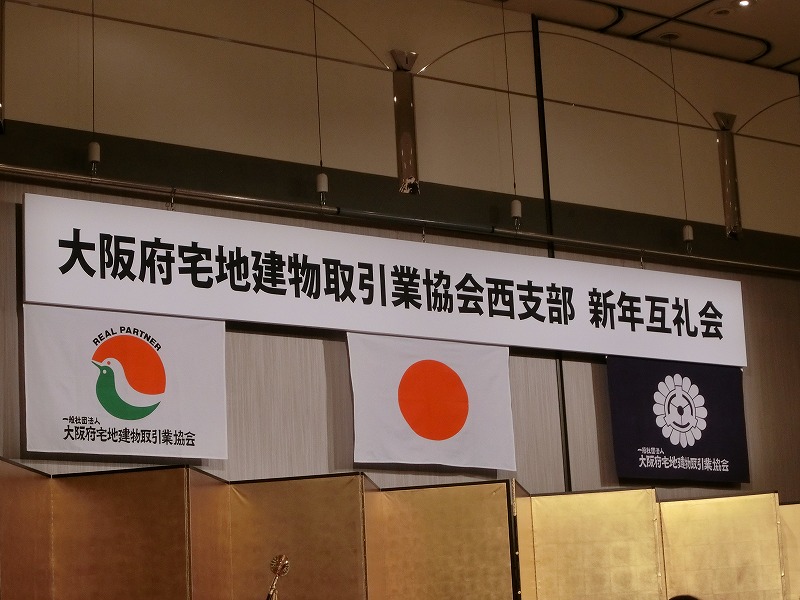 大阪府宅地建物取引業協会西支部 新年互礼会
REAL PARTNER
一般社団法人
大阪府宅地建物取引業協会
一般社団法人
大阪府宅地建物取引業協会